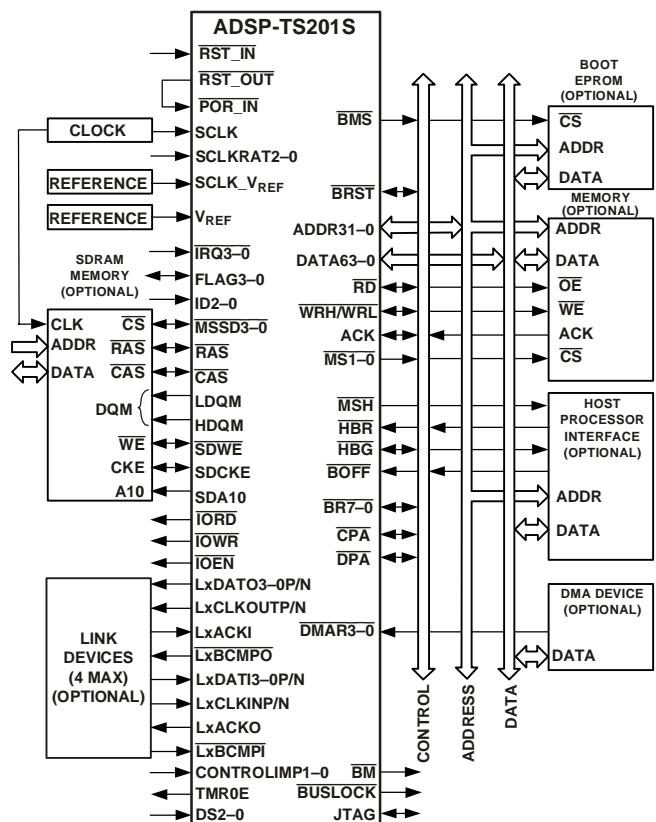 ADSP-TS201S
RST_IN
RST_OUT
POR_IN
CLOCK
SCLK
SCLKRAT2–0
REFERENCE
SCLK_VREF
REFERENCE
VREF
IRQ3–0
SDRAM
MEMORY
(OPTIONAL)
FLAG3–0
ID2–0
CLK
CS
MSSD3–0
ADDR
RAS
RAS
DATA
CAS
CAS
DQM
LDQM
HDQM
WE
SDWE
CKE
SDCKE
A10
SDA10
IORD
IOWR
IOEN
LINK
DEVICES
(4 MAX)
(OPTIONAL)
LxDATO3–0P/N
LxCLKOUTP/N
LxACKI
LxBCMPO
LxDATI3–0P/N
LxCLKINP/N
LxACKO
LxBCMPI
CONTROLIMP1–0
TMR0E
DS2–0
BMS
BRST
ADDR31–0
DATA63–0
RD
WRH/WRL
ACK
MS1–0
MSH
HBR
HBG
BOFF
BR7–0
CPA
DPA
DMAR3–0
BM
BUSLOCK
JTAG
CONTROL
ADDRESS
DATA
BOOT
EPROM
(OPTIONAL)
CS
ADDR
DATA
MEMORY
(OPTIONAL)
ADDR
DATA
OE
WE
ACK
CS
HOST
PROCESSOR
INTERFACE
(OPTIONAL)
ADDR
DATA
DMA DEVICE
(OPTIONAL)
DATA